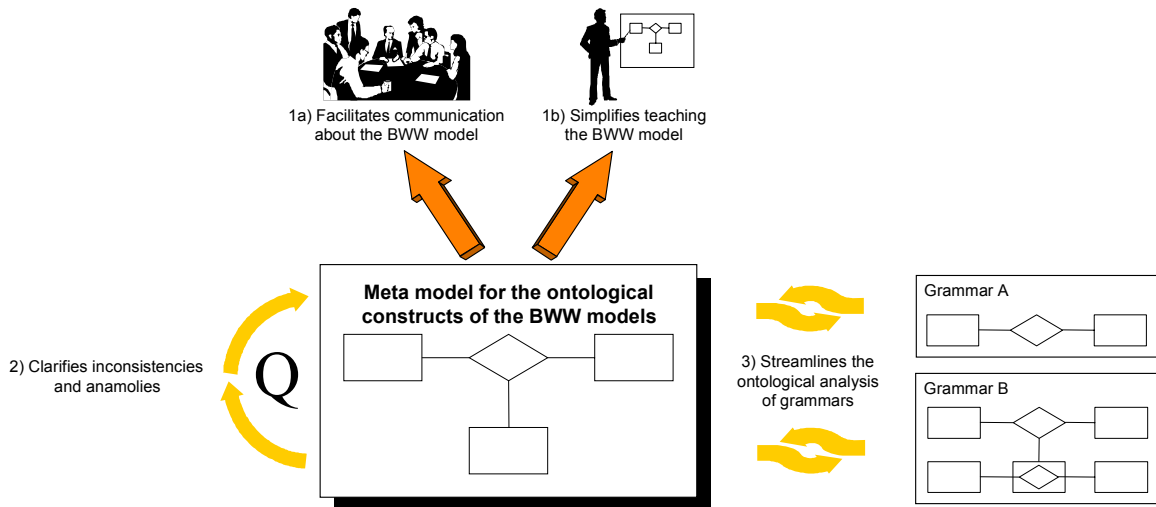 1a) Facilitates communication
about the BWW model
1b) Simplifies teaching
the BWW model
Meta model for the ontological
constructs of the BWW models
2) Clarifies inconsistencies
and anamolies
Q
3) Streamlines the
ontological analysis
of grammars
Grammar A
Grammar B